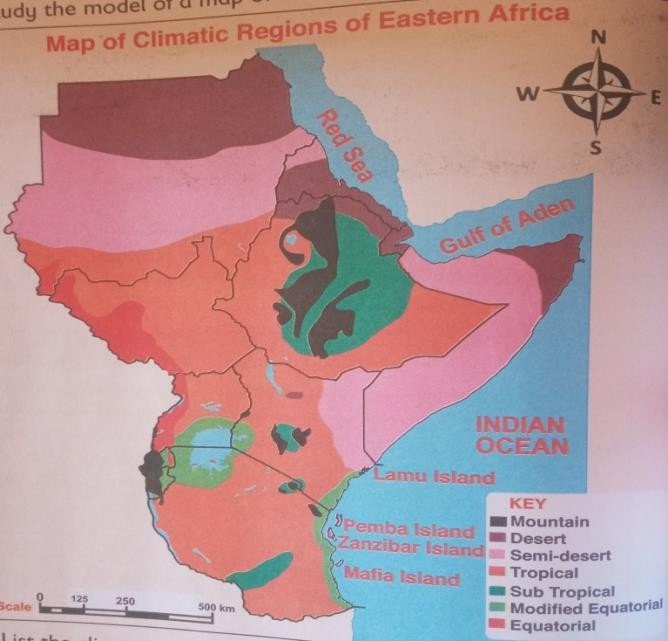 udy the model of a map
Map of Climatic Regions of Eastern Africa
N
W
E
S
Red Sea
Gulf of Aden
INDIAN
OCEAN
Lamu Island
Pemba Island
Zanzibar Island
Mafia Island
KEY
Mountain
Desert
Semi-desert
Tropical
Sub Tropical
Modified Equatorial
Equatorial
Scale 0 125 250 500 km